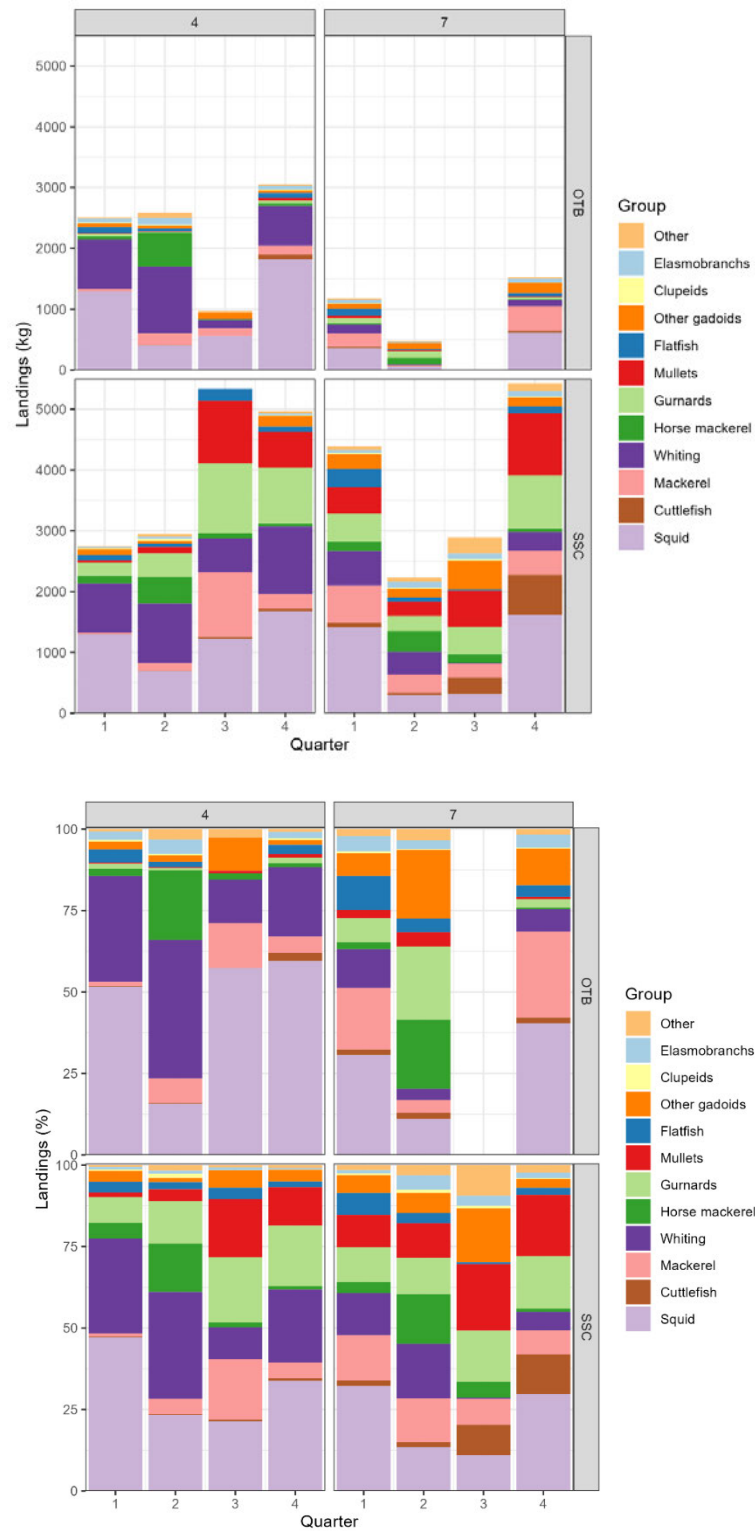 4
7
5000
4000
3000
2000
1000
0
OTB
5000
4000
3000
2000
1000
0
SSC
Landings (kg)
1
2
3
4
1
2
3
4
Quarter
Group
Other
Elasmobranchs
Clupeids
Other gadoids
Flatfish
Mullets
Gurnards
Horse mackerel
Whiting
Mackerel
Cuttlefish
Squid
4
7
100
75
50
25
0
OTB
100
75
50
25
0
SSC
Landings (%)
1
2
3
4
1
2
3
4
Quarter
Group
Other
Elasmobranchs
Clupeids
Other gadoids
Flatfish
Mullets
Gurnards
Horse mackerel
Whiting
Mackerel
Cuttlefish
Squid